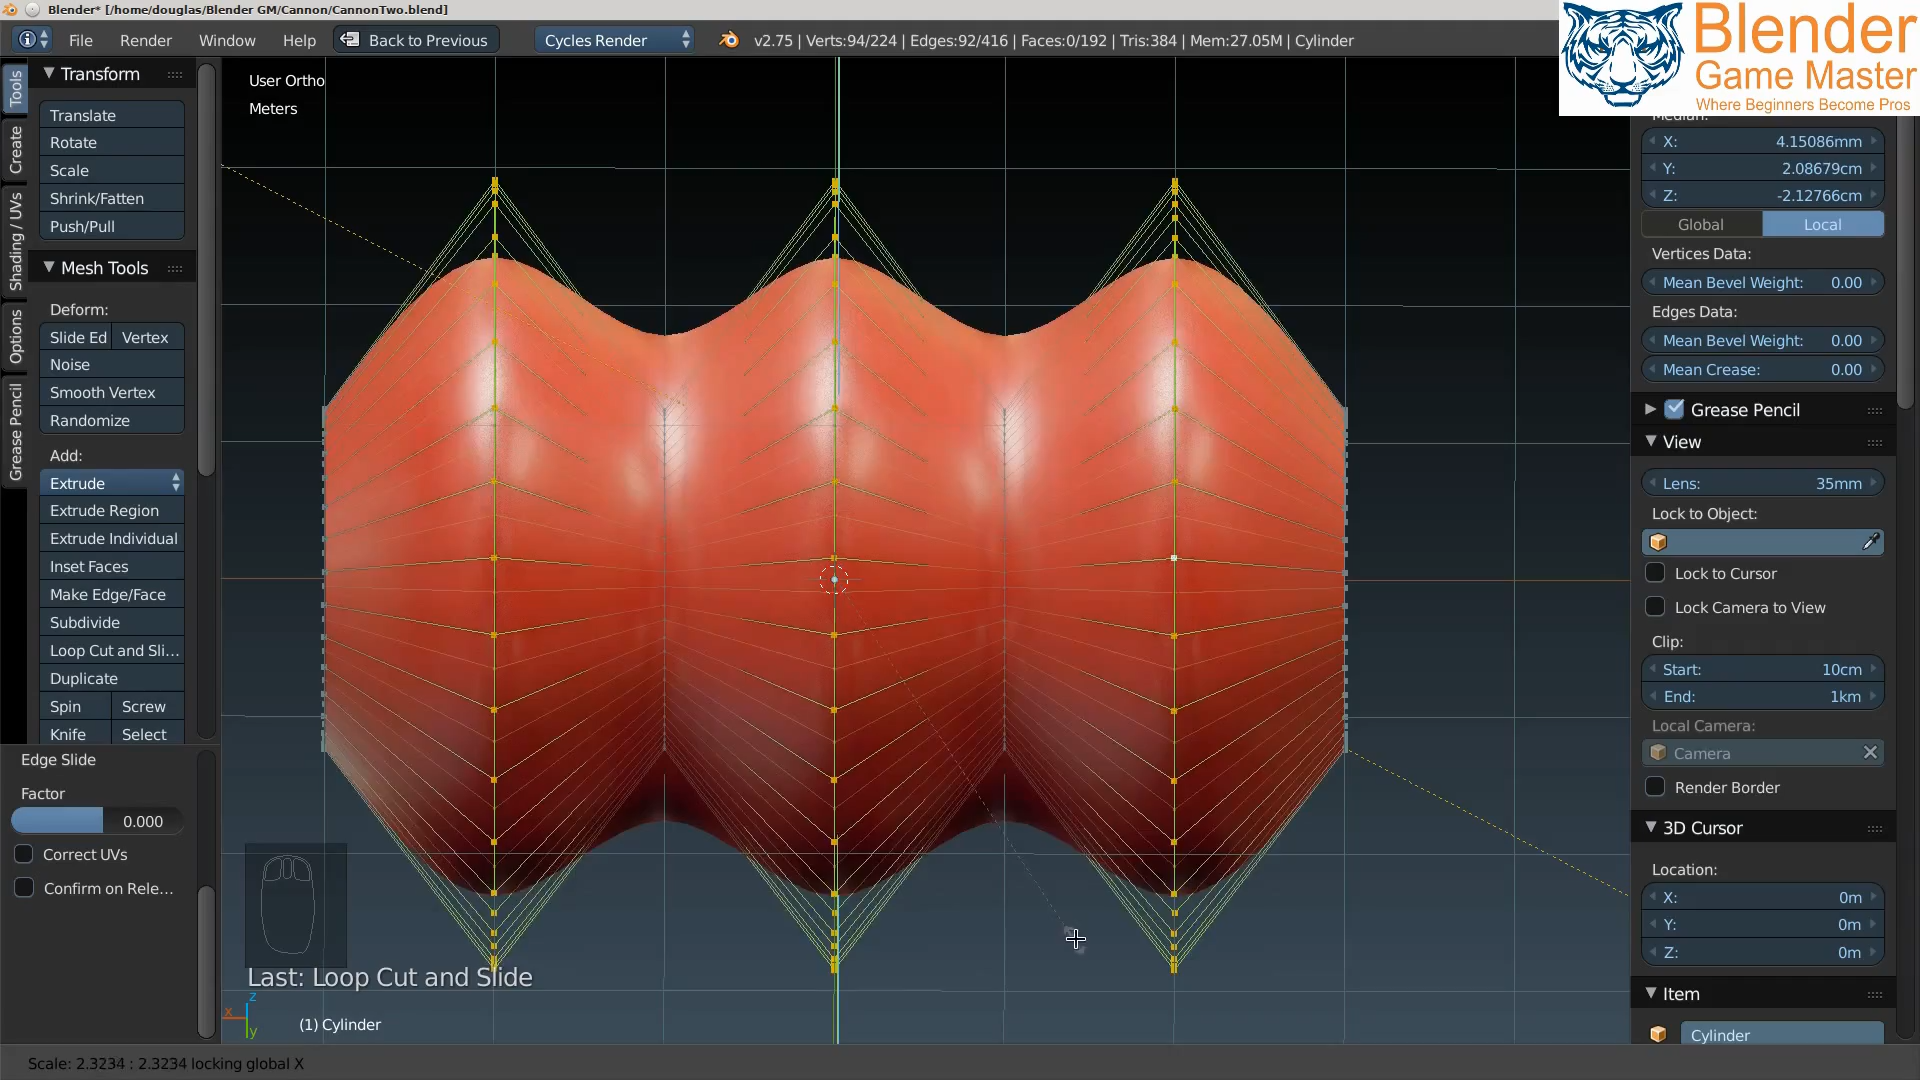 Blender* [/home/douglas/Blender GM/Cannon/CannonTwo.blend]
File Render Window Help Back to Previous Cycles Render v2.75 | Verts:94/224 | Edges:92/416 | Faces:0/192 | Tris:384 | Mem:27.05M | Cylinder
Blender
Game Master
Where Beginners Become Pros
Tools
Create
Shading / UVs
Options
Grease Pencil
Transform
Translate
Rotate
Scale
Shrink/Fatten
Push/Pull
Mesh Tools
Deform:
Slide Ed Vertex
Noise
Smooth Vertex
Randomize
Add:
Extrude
Extrude Region
Extrude Individual
Inset Faces
Make Edge/Face
Subdivide
Loop Cut and Sli...
Duplicate
Spin Screw
Knife Select
Edge Slide
Factor
0.000
Correct UVs
Confirm on Rele...
User Ortho
Meters
Last: Loop Cut and Slide
x
z
y
(1) Cylinder
Median:
X: 4.15086mm
Y: 2.08679cm
Z: -2.12766cm
Global Local
Vertices Data:
Mean Bevel Weight: 0.00
Edges Data:
Mean Bevel Weight: 0.00
Mean Crease: 0.00
Grease Pencil
View
Lens: 35mm
Lock to Object:
Lock to Cursor
Lock Camera to View
Clip:
Start: 10cm
End: 1km
Local Camera:
Camera
Render Border
3D Cursor
Location:
X: 0m
Y: 0m
Z: 0m
Item
Cylinder
Scale: 2.3234 : 2.3234 locking global X